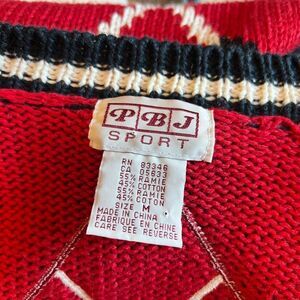 PBJ
SPORT
RN 83346
CA 05633
55% RAMIE
45% COTTON
55% RAMIE
45% COTON
SIZE M
MADE IN CHINA
FABRIQUE EN CHINE
CARE SEE REVERSE